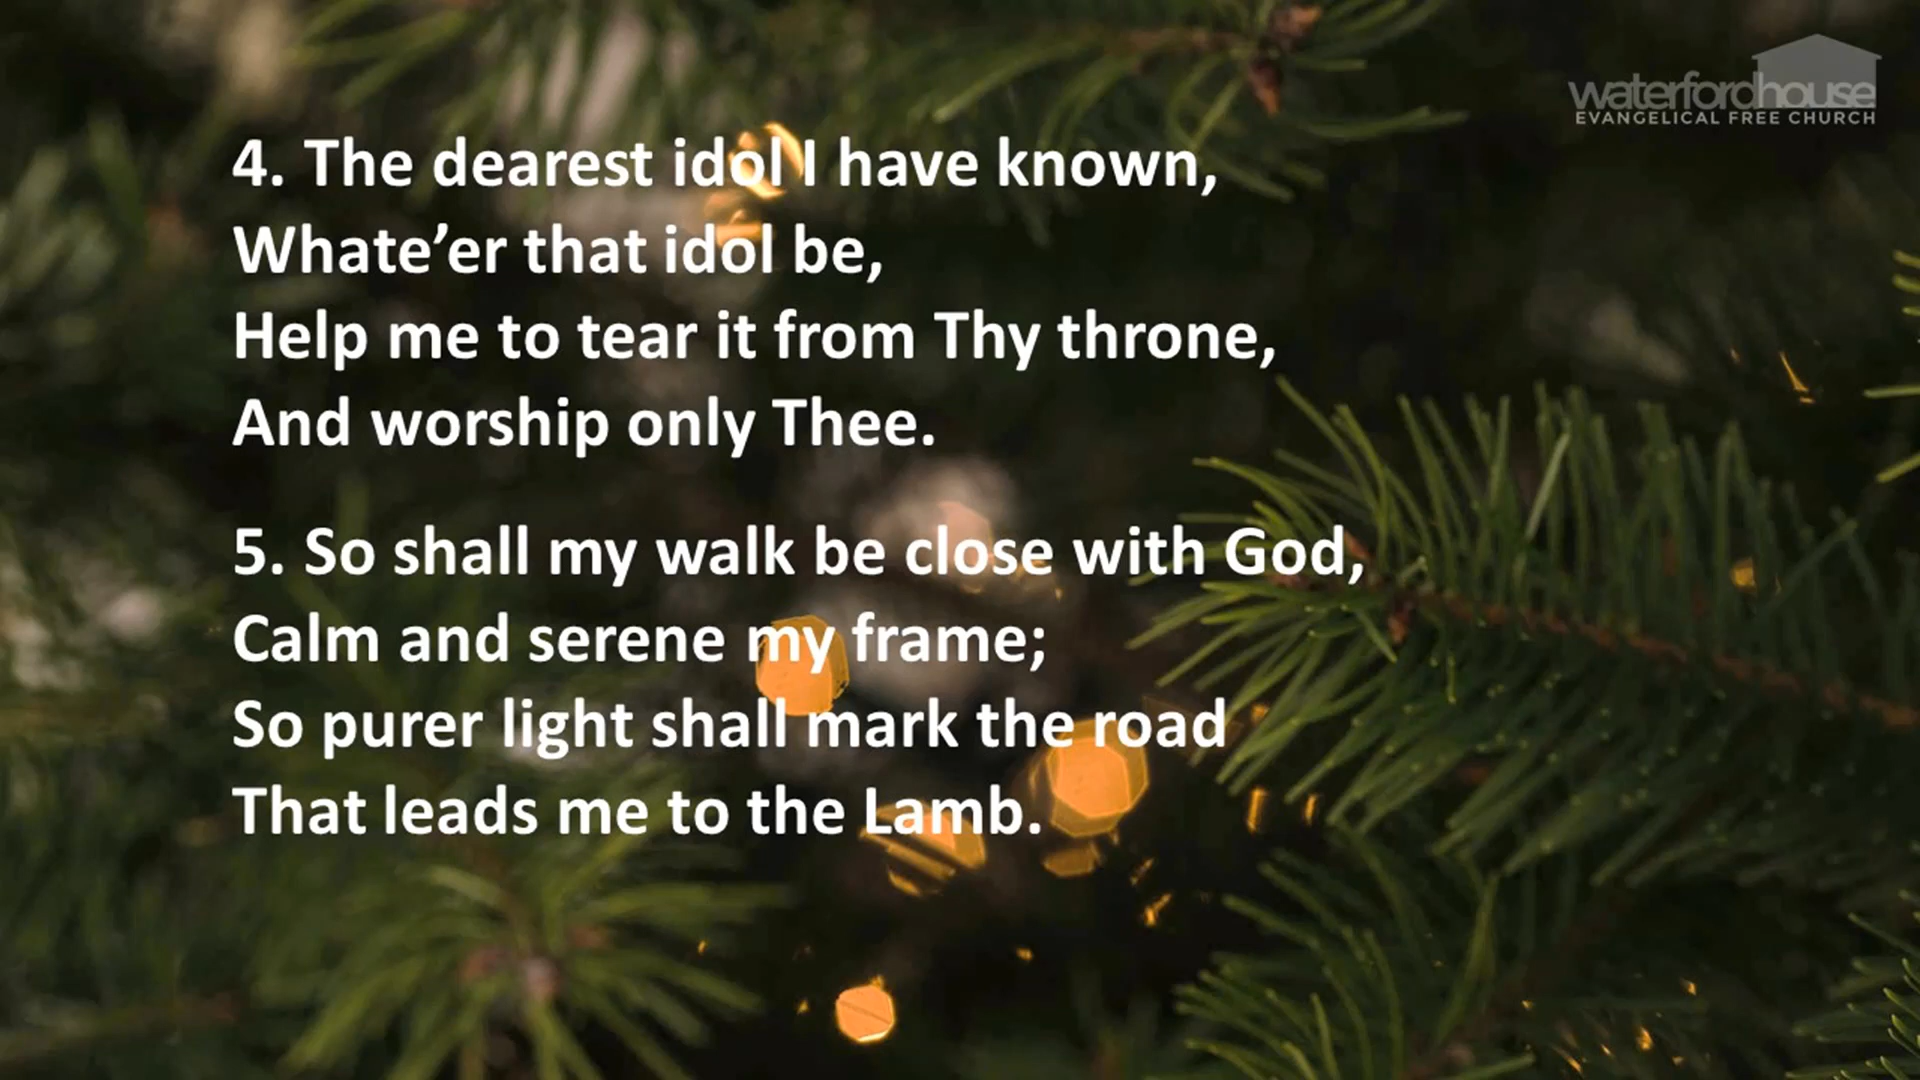 waterfordhouse
EVANGELICAL FREE CHURCH
4. The dearest idol I have known,
Whate’er that idol be,
Help me to tear it from Thy throne,
And worship only Thee.
5. So shall my walk be close with God,
Calm and serene my frame;
So purer light shall mark the road
That leads me to the Lamb.